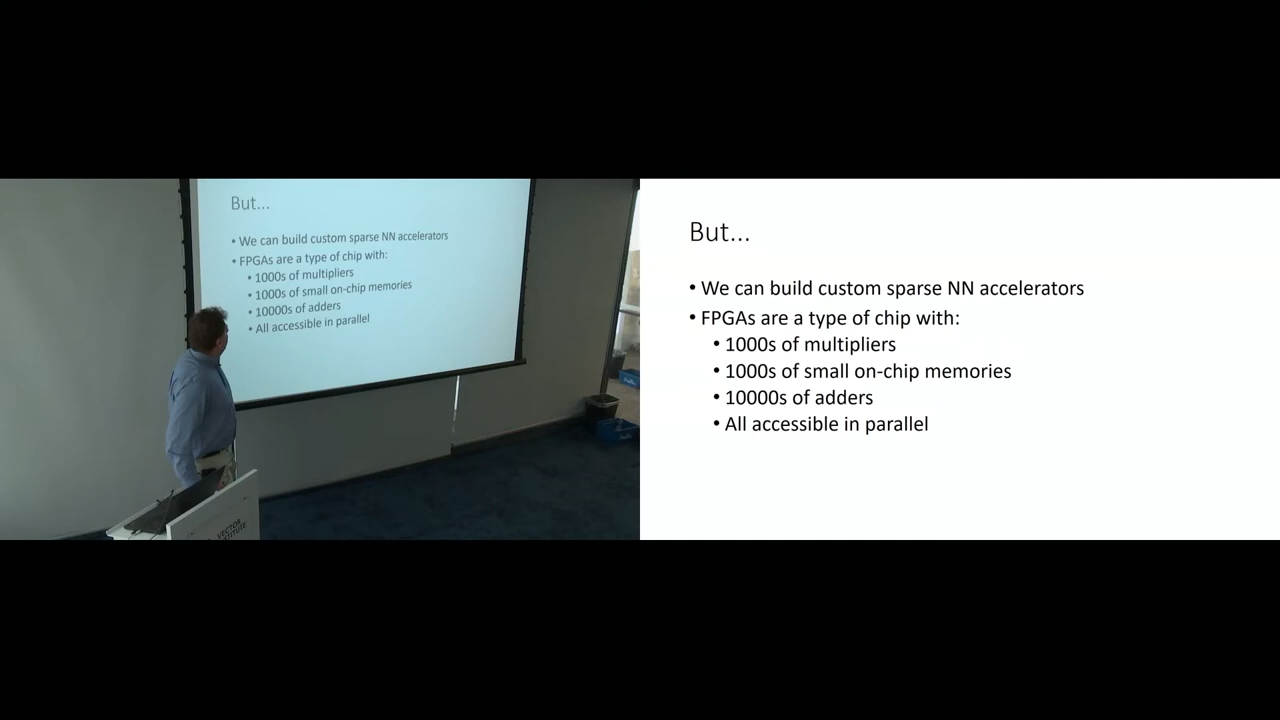 But...
• We can build custom sparse NN accelerators
• FPGAs are a type of chip with:
• 1000s of multipliers
• 1000s of small on-chip memories
• 10000s of adders
• All accessible in parallel
VECTOR
But...
• We can build custom sparse NN accelerators
• FPGAs are a type of chip with:
• 1000s of multipliers
• 1000s of small on-chip memories
• 10000s of adders
• All accessible in parallel